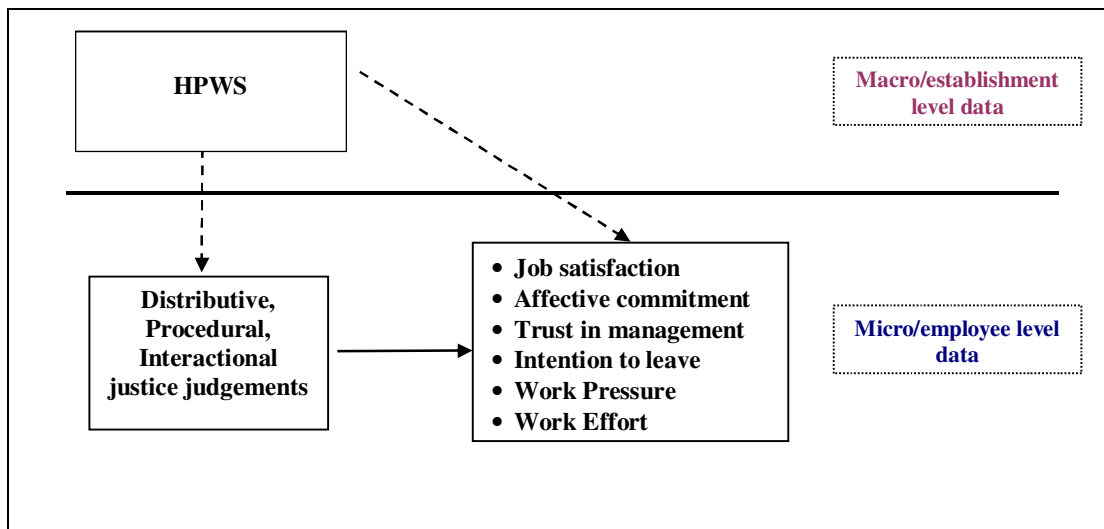 HPWS
Macro/establishment
level data
Distributive,
Procedural,
Interactional
justice judgements
• Job satisfaction
• Affective commitment
• Trust in management
• Intention to leave
• Work Pressure
• Work Effort
Micro/employee level
data